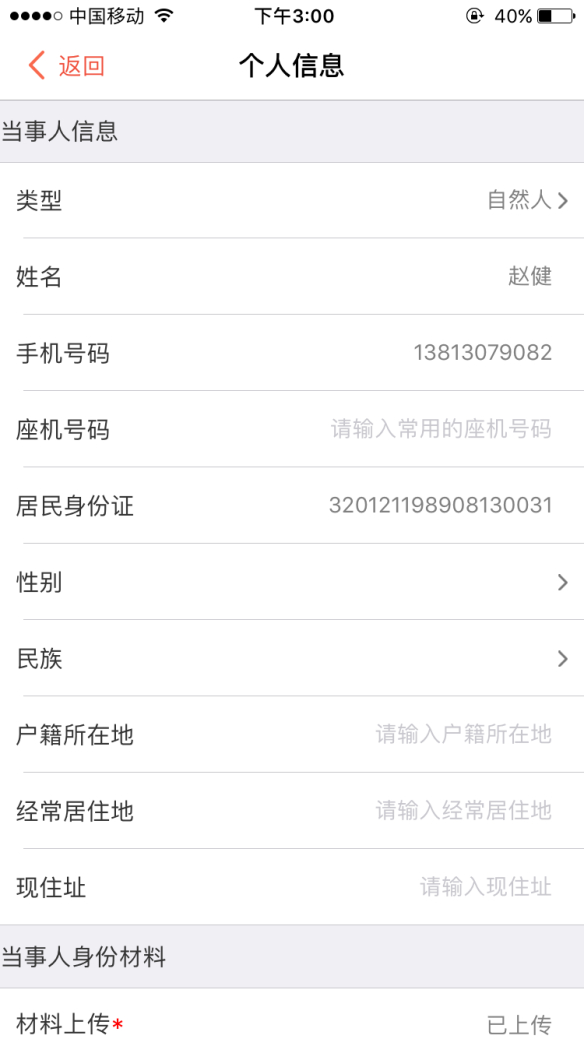 中国移动 下午3:00 40%
返回 个人信息
当事人信息
类型 自然人
姓名 赵健
手机号码 13813079082
座机号码 请输入常用的座机号码
居民身份证 320121198908130031
性别
民族
户籍所在地 请输入户籍所在地
经常居住地 请输入经常居住地
现住址 请输入现住址
当事人身份材料
材料上传* 已上传